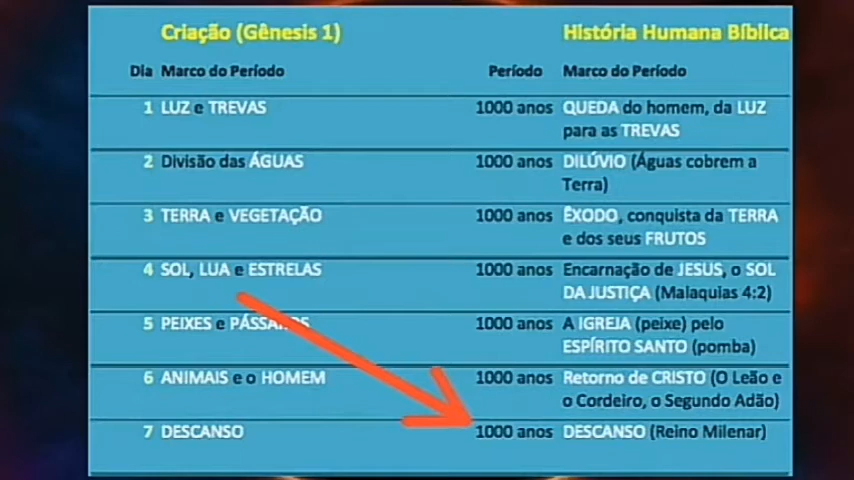 Criação (Gênesis 1) História Humana Bíblica
Dia Marco do Período Período Marco do Período
1 LUZ e TREVAS 1000 anos QUEDA do homem, da LUZ
para as TREVAS
2 Divisão das ÁGUAS 1000 anos DILÚVIO (Águas cobrem a
Terra)
3 TERRA e VEGETAÇÃO 1000 anos ÊXODO, conquista da TERRA
e dos seus FRUTOS
4 SOL, LUA e ESTRELAS 1000 anos Encarnação de JESUS, o SOL
DA JUSTIÇA (Malaquias 4:2)
5 PEIXES e PÁSSAROS 1000 anos A IGREJA (peixe) pelo
ESPÍRITO SANTO (pomba)
6 ANIMAIS e o HOMEM 1000 anos Retorno de CRISTO (O Leão e
o Cordeiro, o Segundo Adão)
7 DESCANSO 1000 anos DESCANSO (Reino Milenar)